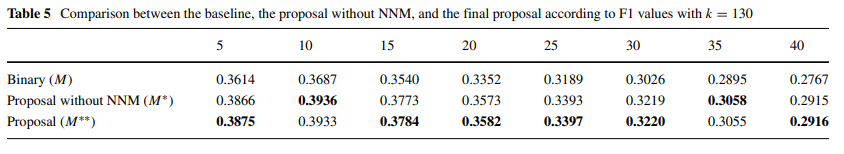 Table 5 Comparison between the baseline, the proposal without NNM, and the final proposal according to F1 values with k = 130
5 10 15 20 25 30 35 40
Binary (M) 0.3614 0.3687 0.3540 0.3352 0.3189 0.3026 0.2895 0.2767
Proposal without NNM (M*) 0.3866 0.3936 0.3773 0.3573 0.3393 0.3219 0.3058 0.2915
Proposal (M**) 0.3875 0.3933 0.3784 0.3582 0.3397 0.3220 0.3055 0.2916